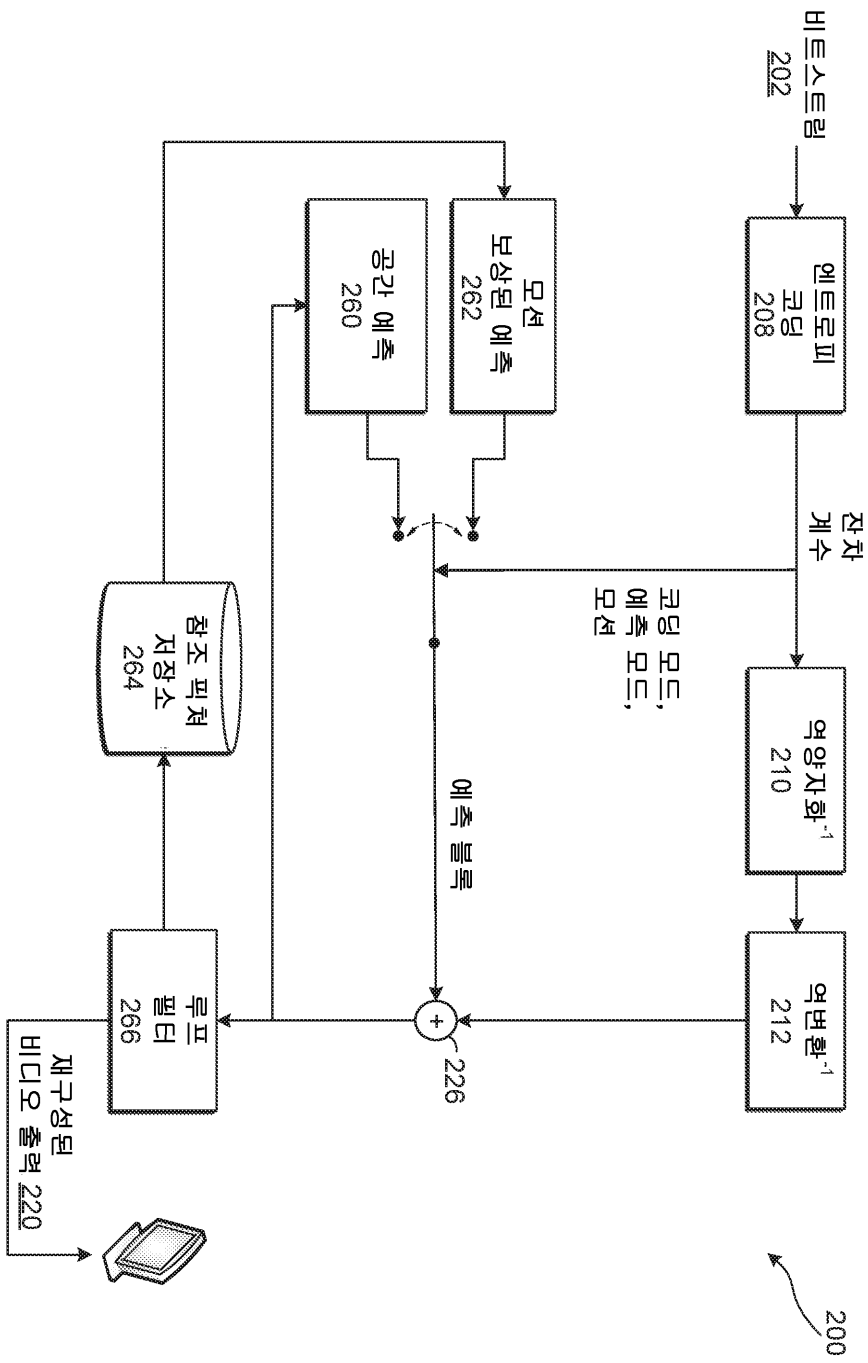 200
비트스트림
202
엔트로피
코딩
208
잔차
계수
역양자화-1
210
역변환-1
212
코딩 모드,
예측 모드,
모션
모션
보상된 예측
262
공간 예측
260
예측 블록
+
226
참조 픽처
저장소
264
루프
필터
266
재구성된
비디오 출력 220